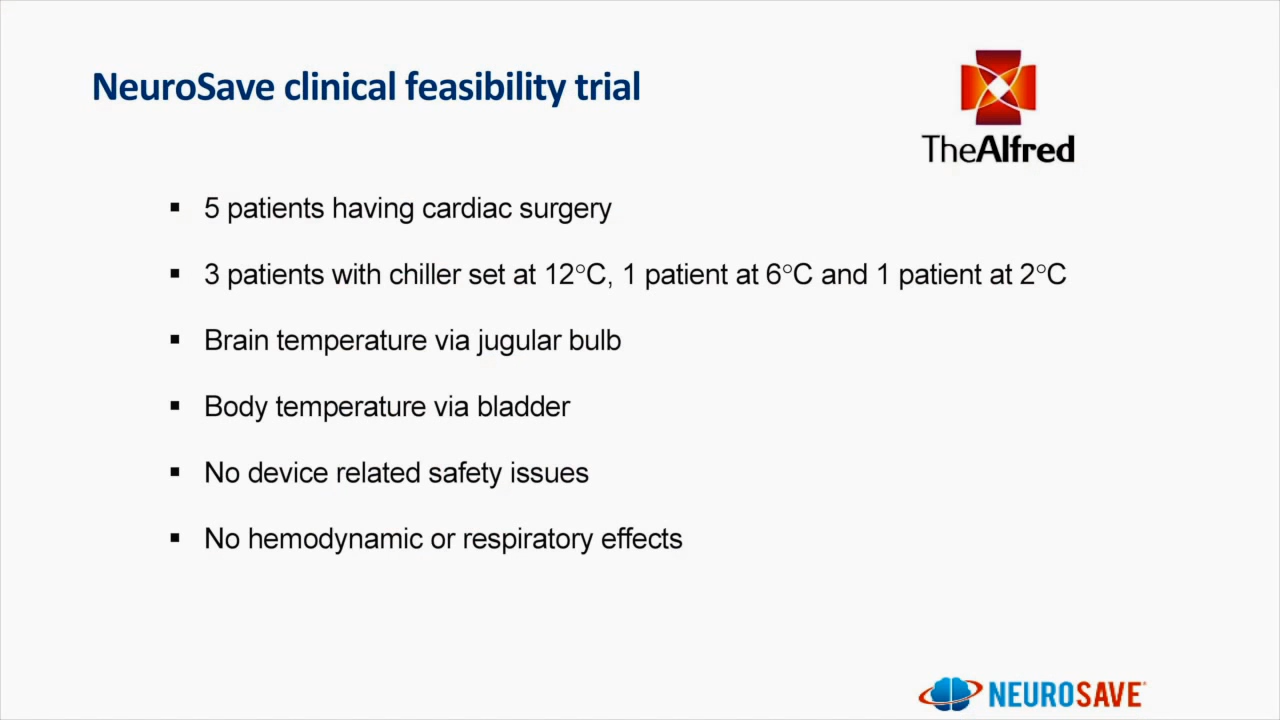 NeuroSave clinical feasibility trial
TheAlfred
▪ 5 patients having cardiac surgery
▪ 3 patients with chiller set at 12°C, 1 patient at 6°C and 1 patient at 2°C
▪ Brain temperature via jugular bulb
▪ Body temperature via bladder
▪ No device related safety issues
▪ No hemodynamic or respiratory effects
NEUROSAVE